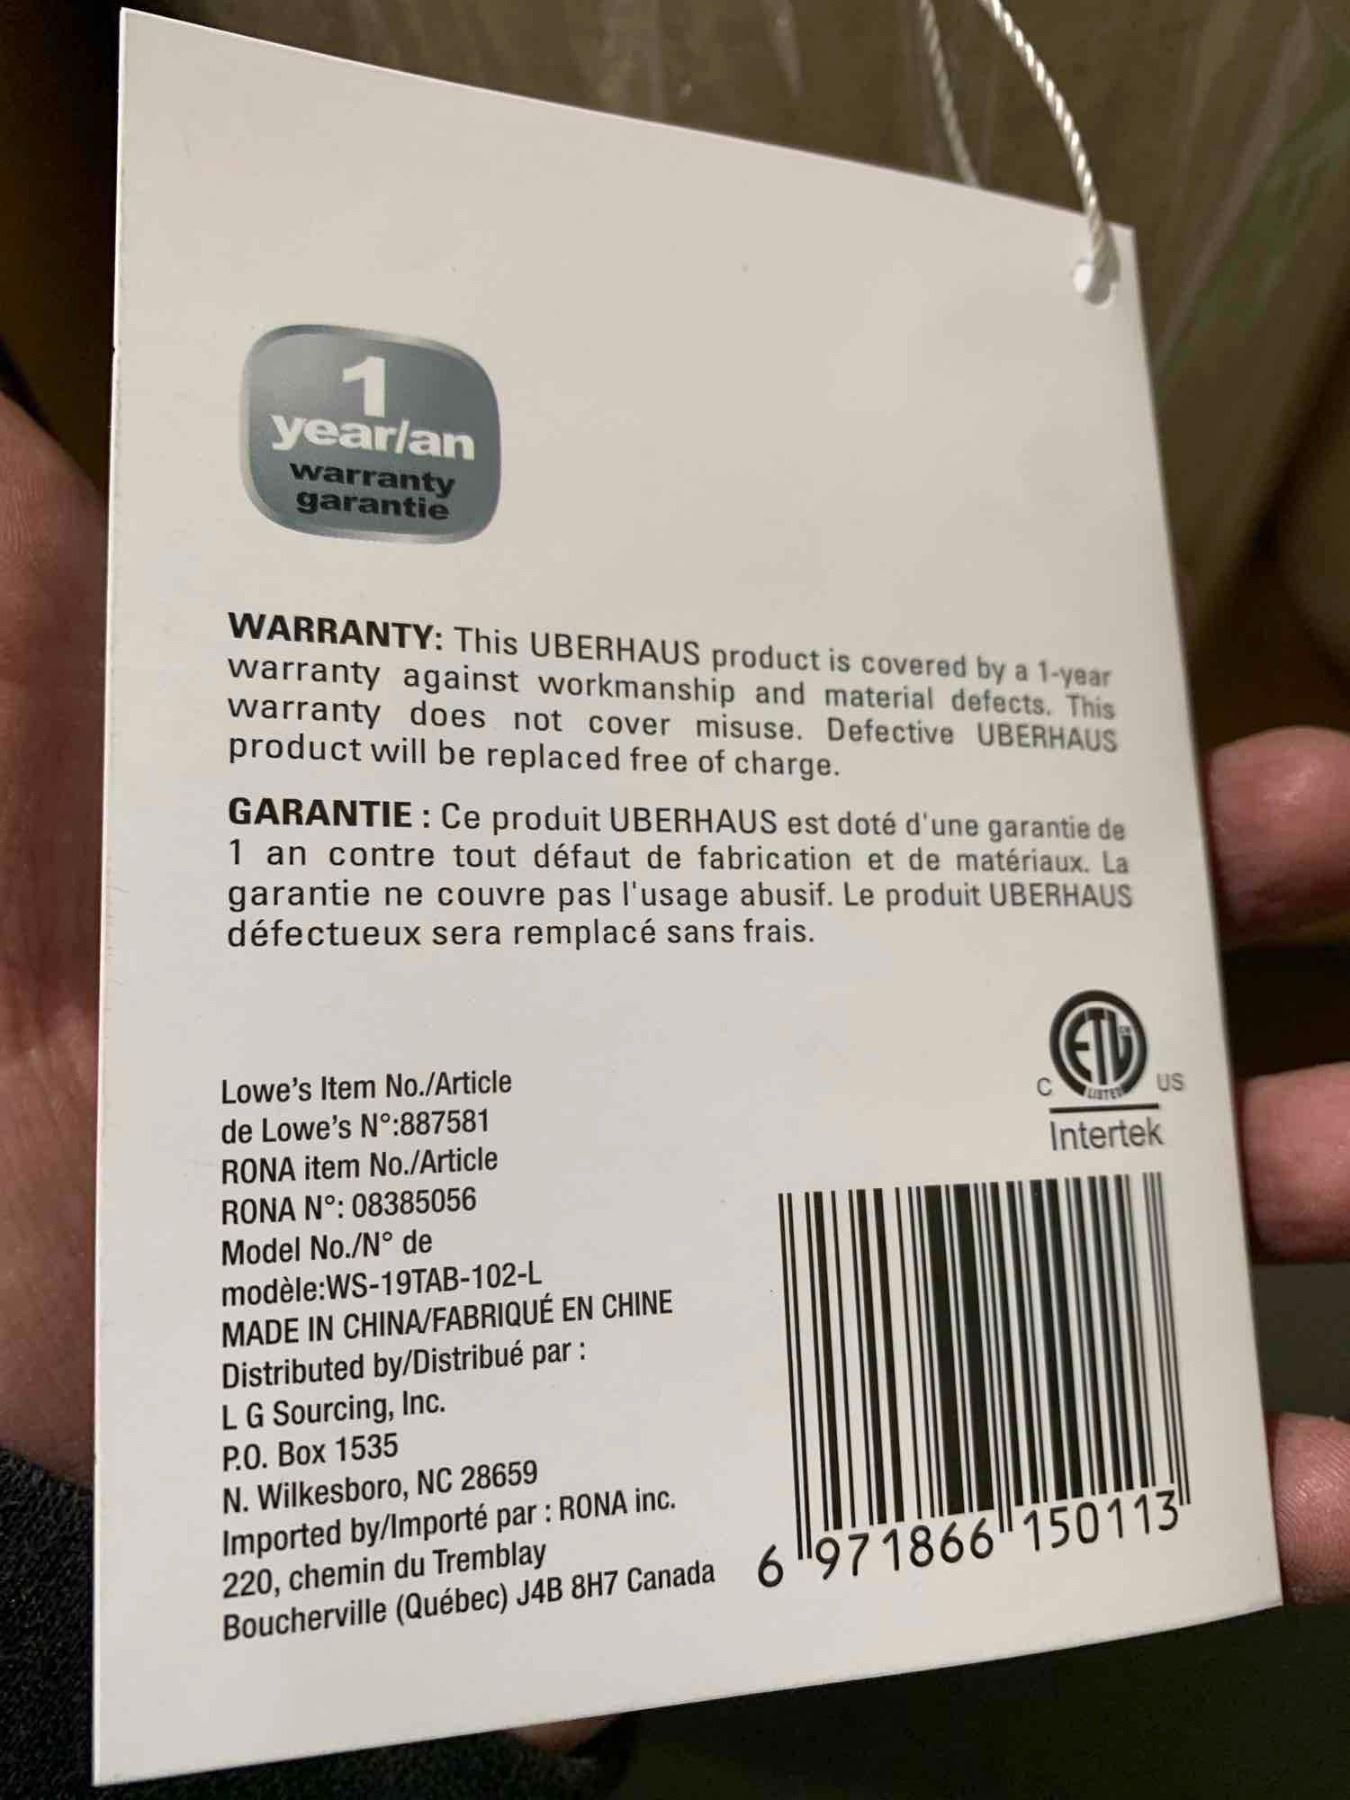 1
year/an
warranty
garantie
WARRANTY: This UBERHAUS product is covered by a 1-year
warranty against workmanship and material defects. This
warranty does not cover misuse. Defective UBERHAUS
product will be replaced free of charge.
GARANTIE : Ce produit UBERHAUS est doté d'une garantie de
1 an contre tout défaut de fabrication et de matériaux. La
garantie ne couvre pas l'usage abusif. Le produit UBERHAUS
défectueux sera remplacé sans frais.
Lowe's Item No./Article
de Lowe's N°:887581
RONA item No./Article
RONA N°: 08385056
Model No./N° de
modèle:WS-19TAB-102-L
MADE IN CHINA/FABRIQUÉ EN CHINE
Distributed by/Distribué par :
L G Sourcing, Inc.
P.O. Box 1535
N. Wilkesboro, NC 28659
Imported by/Importé par : RONA inc.
220, chemin du Tremblay
Boucherville (Québec) J4B 8H7 Canada
ETL CM
LISTED
C US
Intertek
6 971866 150113